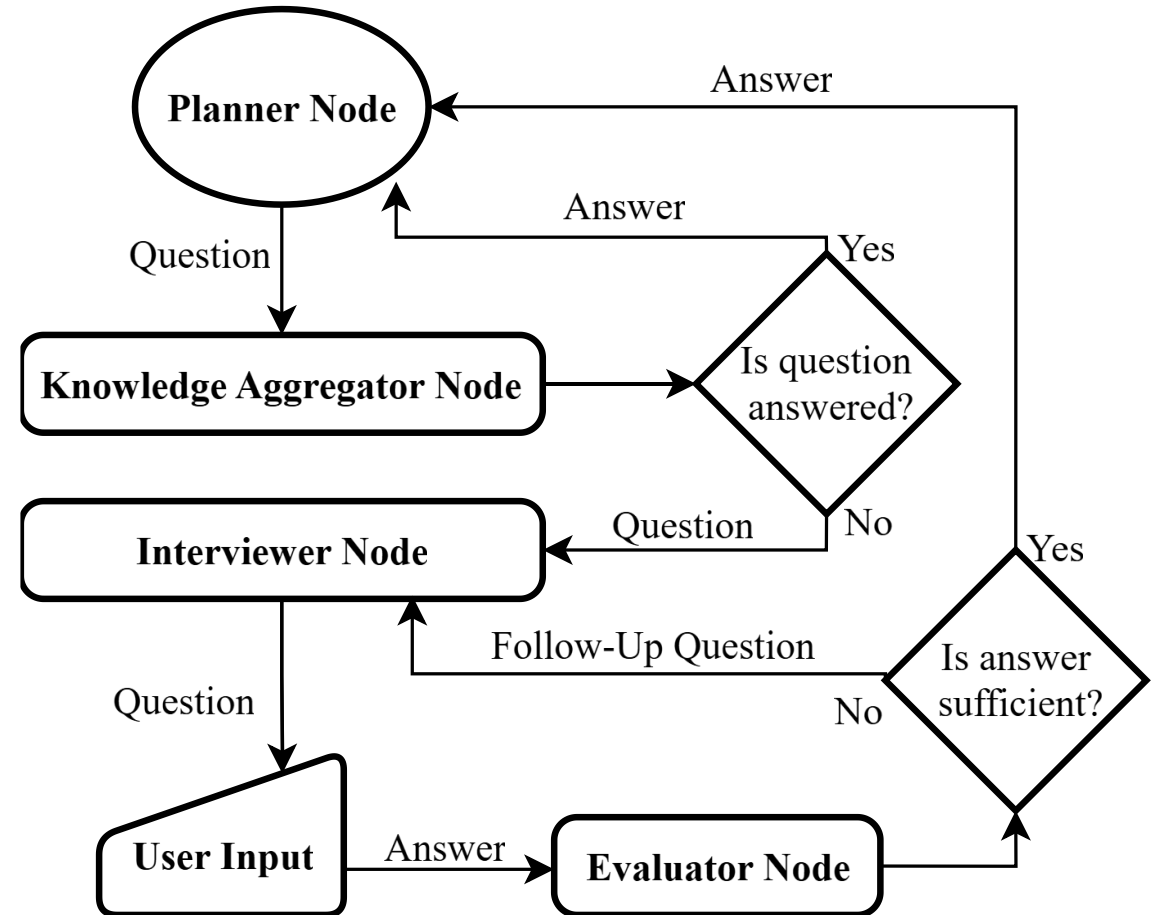 Answer
Planner Node
Answer
Yes
Question
Is question
answered?
Knowledge Aggregator Node
No
Question
Interviewer Node
Yes
Follow-Up Question
Is answer
sufficient?
No
Question
Answer
User Input
Evaluator Node